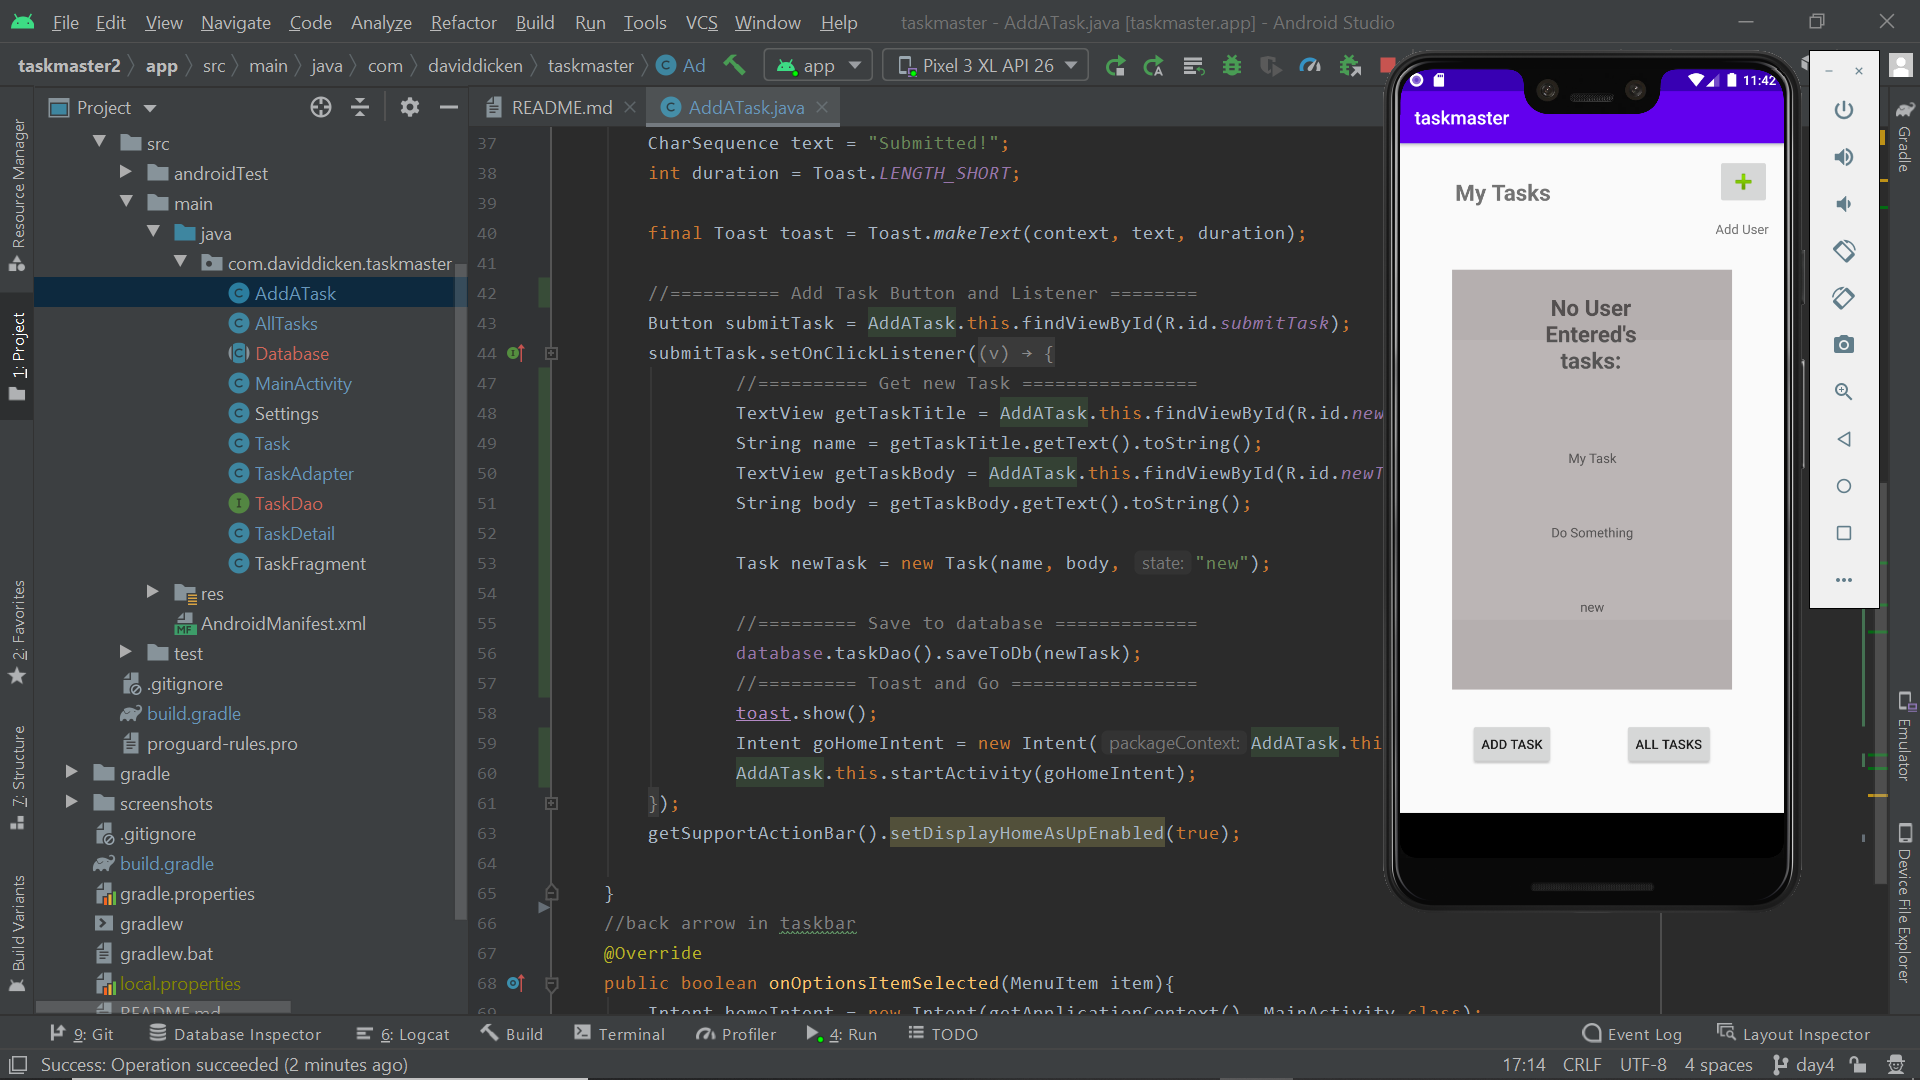 File Edit View Navigate Code Analyze Refactor Build Run Tools VCS Window Help taskmaster - AddATask.java [taskmaster.app] - Android Studio
taskmaster2 app src main java com daviddicken taskmaster Ad app Pixel 3 XL API 26
Project
README.md
AddATask.java
Resource Manager
1: Project
2: Favorites
7: Structure
Build Variants
src
androidTest
main
java
com.daviddicken.taskmaster
AddATask
AllTasks
Database
MainActivity
Settings
Task
TaskAdapter
TaskDao
TaskDetail
TaskFragment
res
AndroidManifest.xml
test
.gitignore
build.gradle
proguard-rules.pro
gradle
screenshots
.gitignore
build.gradle
gradle.properties
gradlew
gradlew.bat
local.properties
README.md
37 CharSequence text = "Submitted!";
38 int duration = Toast.LENGTH_SHORT;
39
40 final Toast toast = Toast.makeText(context, text, duration);
41
42 //========== Add Task Button and Listener ========
43 Button submitTask = AddATask.this.findViewById(R.id.submitTask);
44 submitTask.setOnClickListener((v) → {
47 //========== Get new Task ================
48 TextView getTaskTitle = AddATask.this.findViewById(R.id.new
49 String name = getTaskTitle.getText().toString();
50 TextView getTaskBody = AddATask.this.findViewById(R.id.newT
51 String body = getTaskBody.getText().toString();
52
53 Task newTask = new Task(name, body, state: "new");
54
55 //========= Save to database =============
56 database.taskDao().saveToDb(newTask);
57 //========= Toast and Go =================
58 toast.show();
59 Intent goHomeIntent = new Intent( packageContext: AddATask.thi
60 AddATask.this.startActivity(goHomeIntent);
61 });
63 getSupportActionBar().setDisplayHomeAsUpEnabled(true);
64
65 }
66 //back arrow in taskbar
67 @Override
68 public boolean onOptionsItemSelected(MenuItem item){
69 Intent homeIntent = new Intent(getApplicationContext(), MainActivity.class);
11:42
taskmaster
My Tasks
Add User
No User
Entered's
tasks:
My Task
Do Something
new
ADD TASK ALL TASKS
Gradle
Emulator
Device File Explorer
9: Git Database Inspector 6: Logcat Build Terminal Profiler 4: Run TODO Event Log Layout Inspector
Success: Operation succeeded (2 minutes ago) 17:14 CRLF UTF-8 4 spaces day4